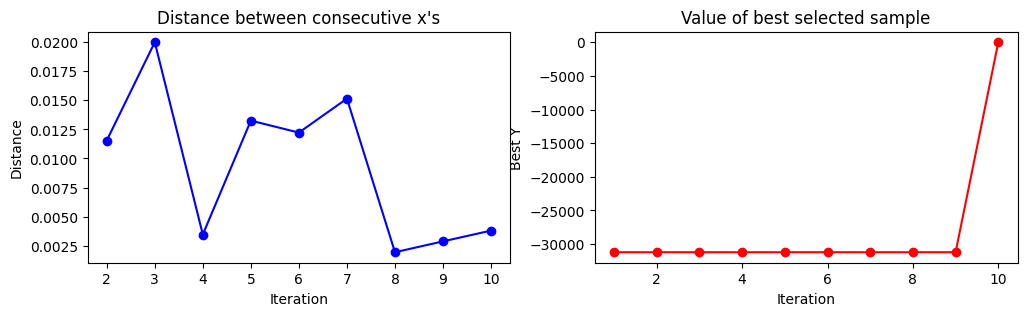 Distance between consecutive x's
0.0200
0.0175
0.0150
0.0125
0.0100
0.0075
0.0050
0.0025
Distance
2 3 4 5 6 7 8 9 10
Iteration
Value of best selected sample
0
−5000
−10000
−15000
−20000
−25000
−30000
Best Y
2 4 6 8 10
Iteration